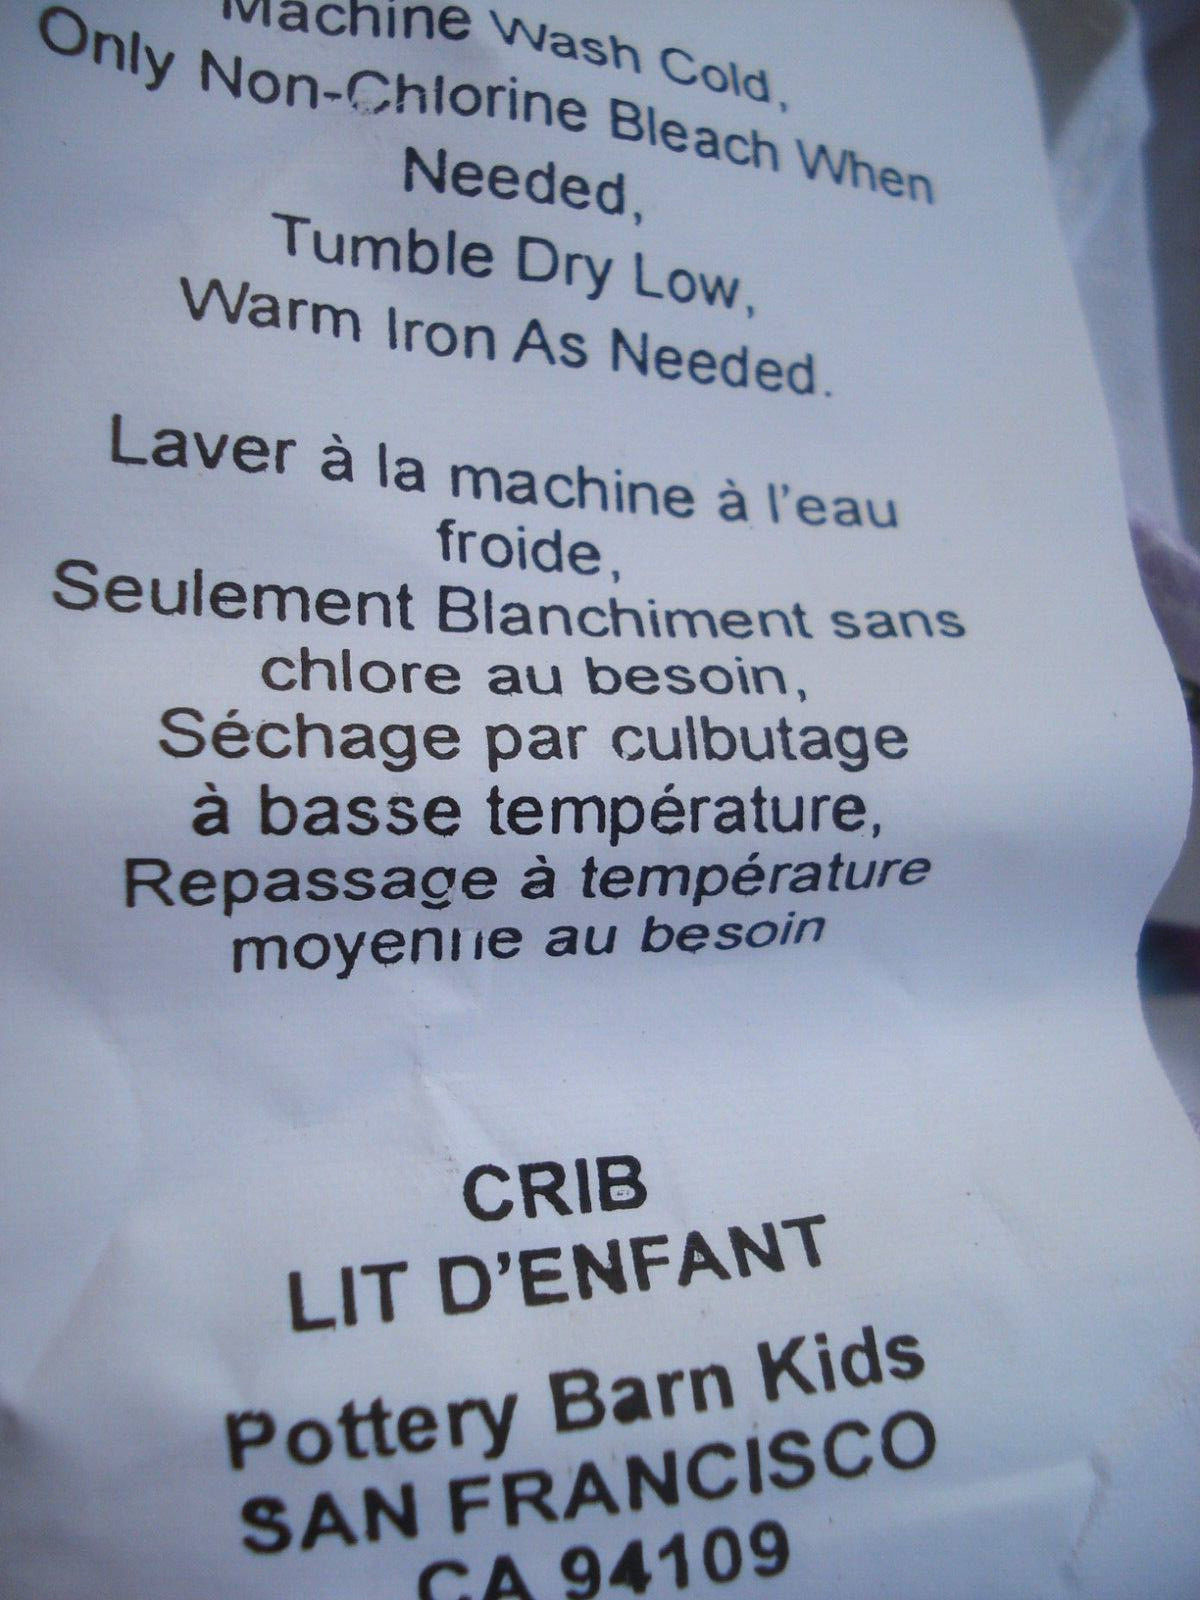 Machine Wash Cold,
Only Non-Chlorine Bleach When
Needed,
Tumble Dry Low,
Warm Iron As Needed.
Laver à la machine à l'eau
froide,
Seulement Blanchiment sans
chlore au besoin,
Séchage par culbutage
à basse température,
Repassage à température
moyenne au besoin
CRIB
LIT D'ENFANT
Pottery Barn Kids
SAN FRANCISCO
CA 94109